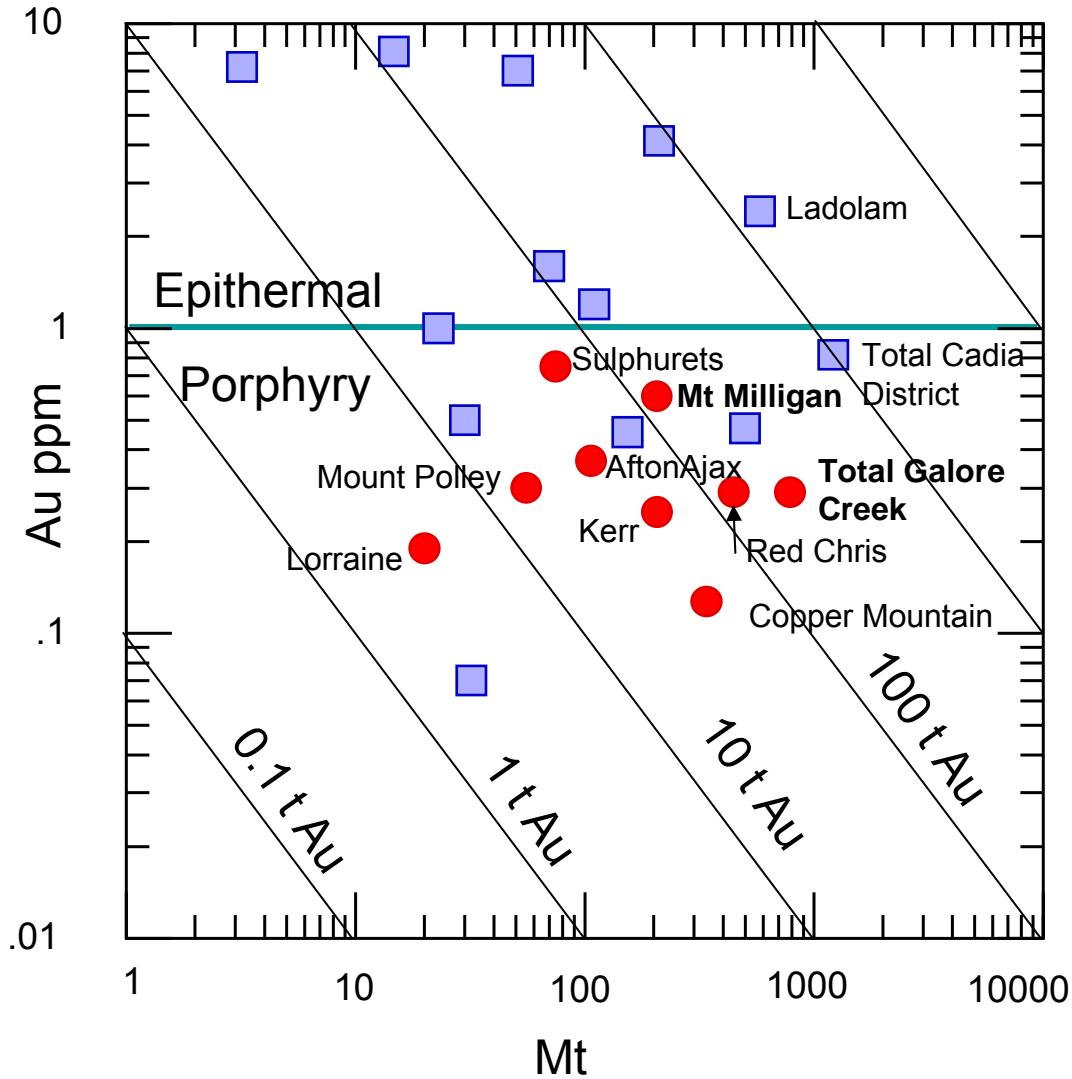 10
Ladolam
Epithermal
1
Sulphurets
Total Cadia
District
Porphyry
Mt Milligan
Au ppm
AftonAjax
Mount Polley
Total Galore
Creek
Kerr
Red Chris
Lorraine
Copper Mountain
.1
100 t Au
10 t Au
1 t Au
0.1 t Au
.01
1
10
100
1000
10000
Mt